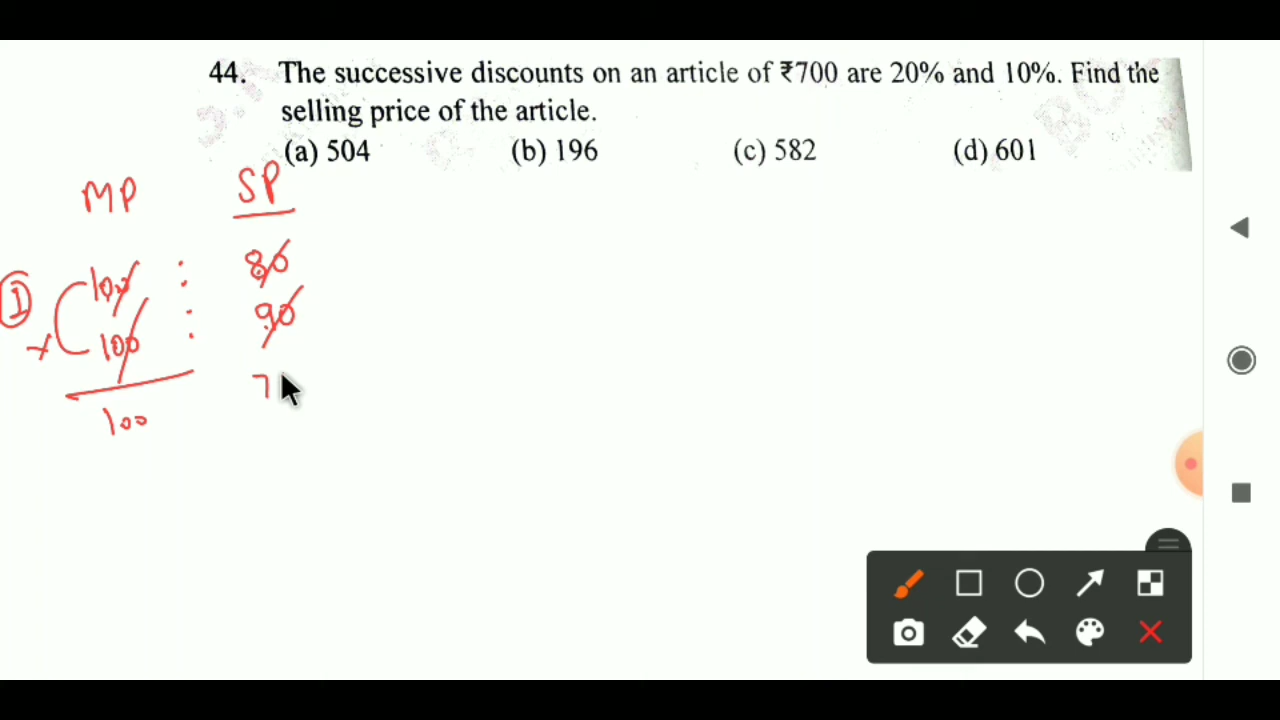 44. The successive discounts on an article of ₹700 are 20% and 10%. Find the
selling price of the article.
(a) 504 (b) 196 (c) 582 (d) 601
MP SP
I 100 : 80
× 100 : 90
100 7